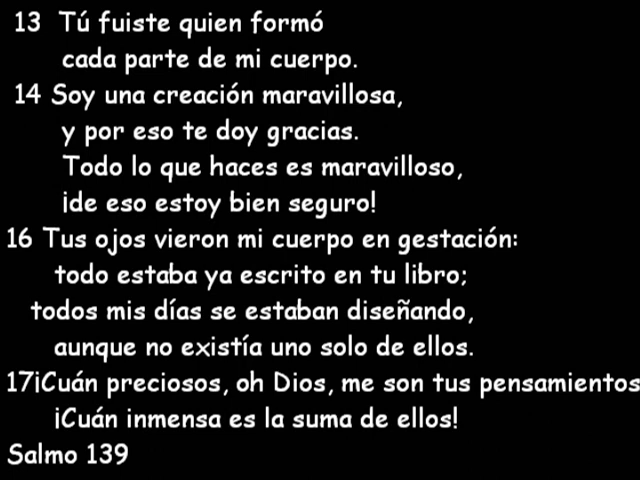 13 Tú fuiste quien formó
cada parte de mi cuerpo.
14 Soy una creación maravillosa,
y por eso te doy gracias.
Todo lo que haces es maravilloso,
¡de eso estoy bien seguro!
16 Tus ojos vieron mi cuerpo en gestación:
todo estaba ya escrito en tu libro;
todos mis días se estaban diseñando,
aunque no existía uno solo de ellos.
17¡Cuán preciosos, oh Dios, me son tus pensamientos
¡Cuán inmensa es la suma de ellos!
Salmo 139